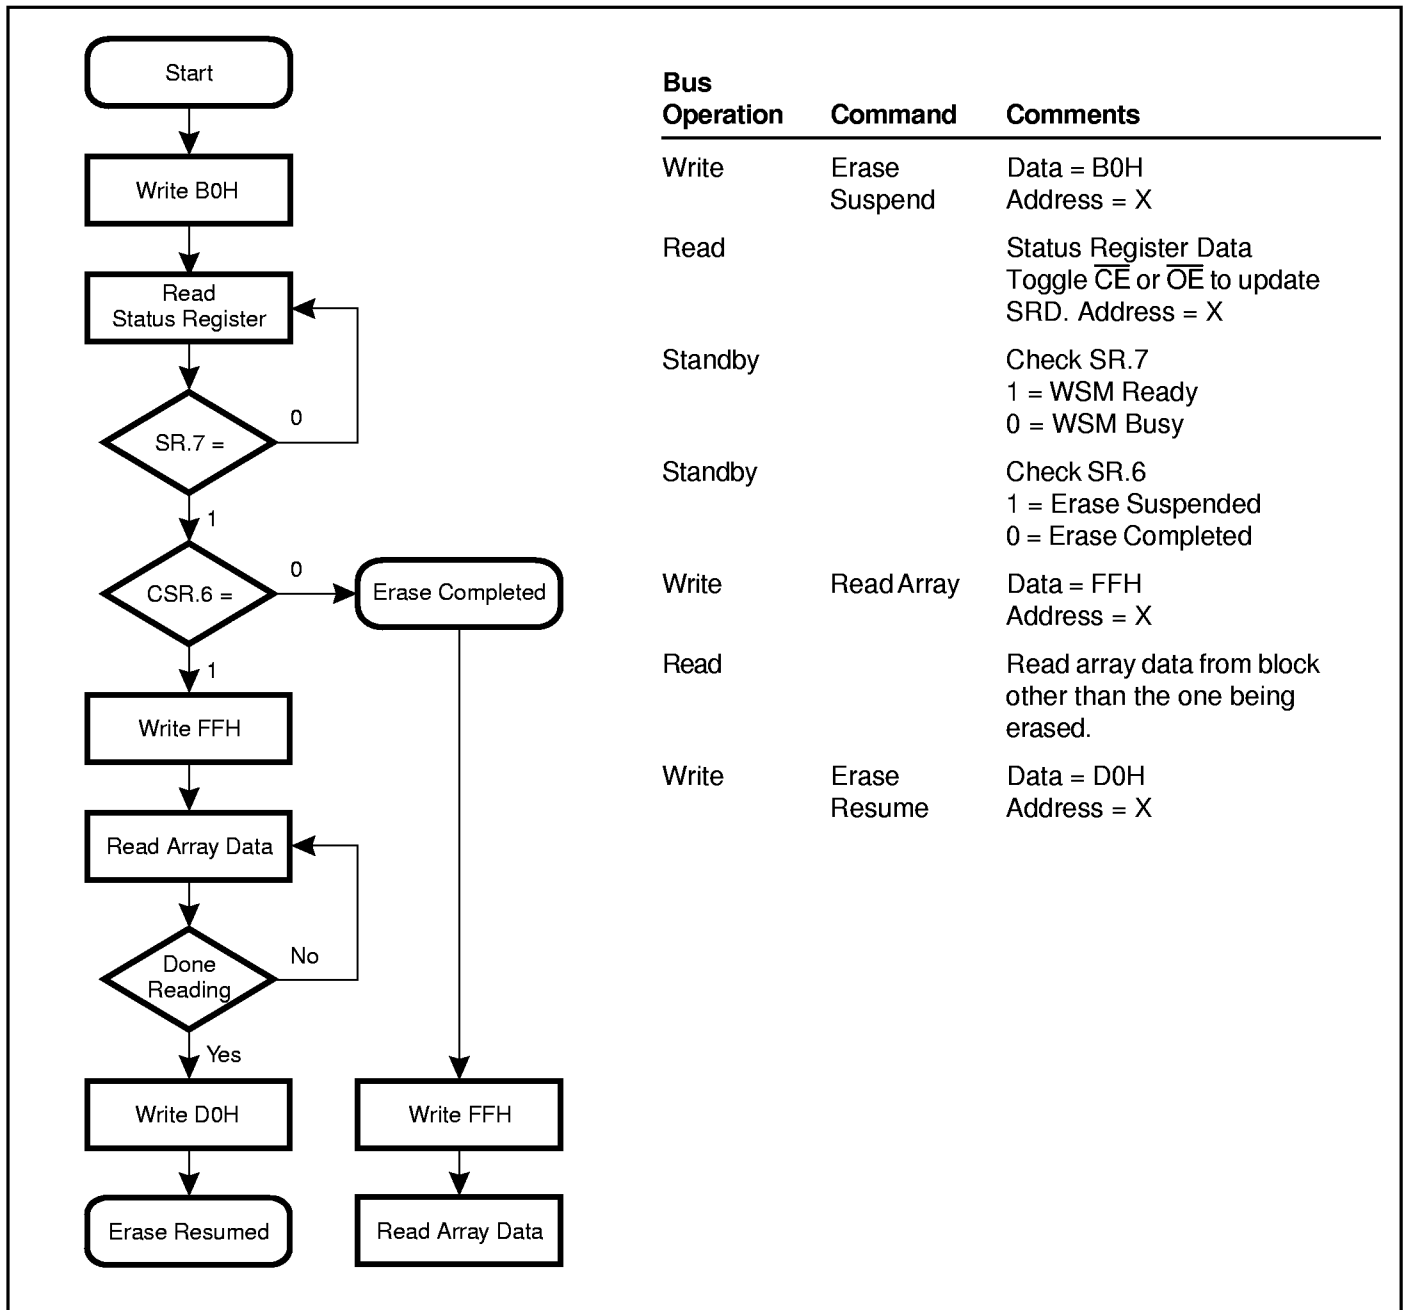 Start
Write B0H
Read
Status Register
0
SR.7 =
1
0
CSR.6 =
Erase Completed
1
Write FFH
Read Array Data
No
Done
Reading
Yes
Write D0H
Write FFH
Erase Resumed
Read Array Data
Bus
Operation Command Comments
Write Erase Data = B0H
Suspend Address = X
Read Status Register Data
Toggle C̅E̅ or O̅E̅ to update
SRD. Address = X
Standby Check SR.7
1 = WSM Ready
0 = WSM Busy
Standby Check SR.6
1 = Erase Suspended
0 = Erase Completed
Write Read Array Data = FFH
Address = X
Read Read array data from block
other than the one being
erased.
Write Erase Data = D0H
Resume Address = X